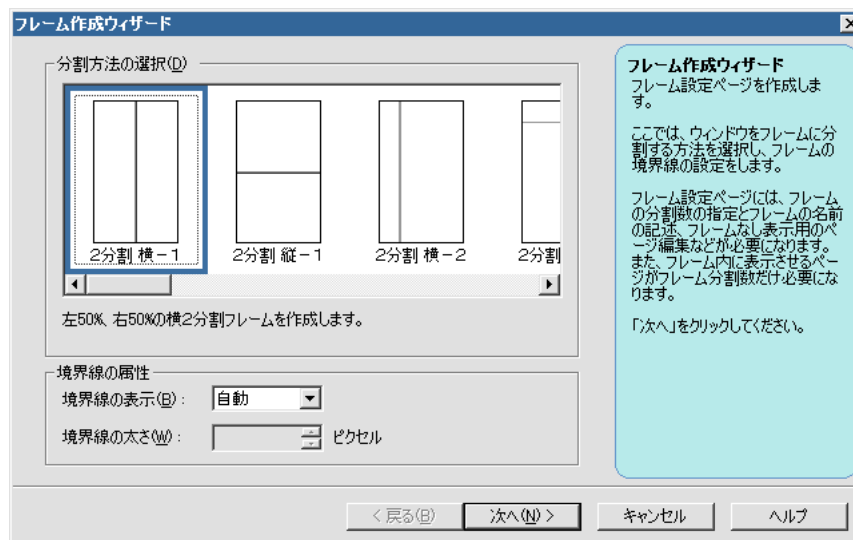 フレーム作成ウィザード
分割方法の選択(D)
2分割 横－1
2分割 縦－1
2分割 横－2
2分割
左50%、右50%の横2分割フレームを作成します。
境界線の属性
境界線の表示(B)：
自動
境界線の太さ(W)：
ピクセル
フレーム作成ウィザード
フレーム設定ページを作成しま
す。
ここでは、ウィンドウをフレームに分
割する方法を選択し、フレームの
境界線の設定をします。
フレーム設定ページには、フレーム
の分割数の指定とフレームの名前
の記述、フレームなし表示用のペ
ージ編集などが必要になります。
また、フレーム内に表示させるペー
ジがフレーム分割数だけ必要にな
ります。
「次へ」をクリックしてください。
< 戻る(B)
次へ(N) >
キャンセル
ヘルプ